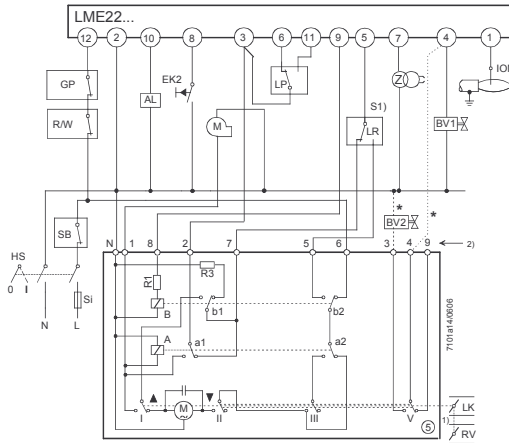 LME22...
12 2 10 8 3 6 11 9 5 7 4 1
ION
GP
EK2
LP
Z
AL
S1)
R/W
M
LR
BV1
*
*
SB
BV2
N 1 8 2 7 5 6 3 4 9 2)
HS
R3
R1
0 I
Si
b1
b2
B
N L
A
a1
a2
7101a14/0606
M
I II III V
LK
1)
5
RV